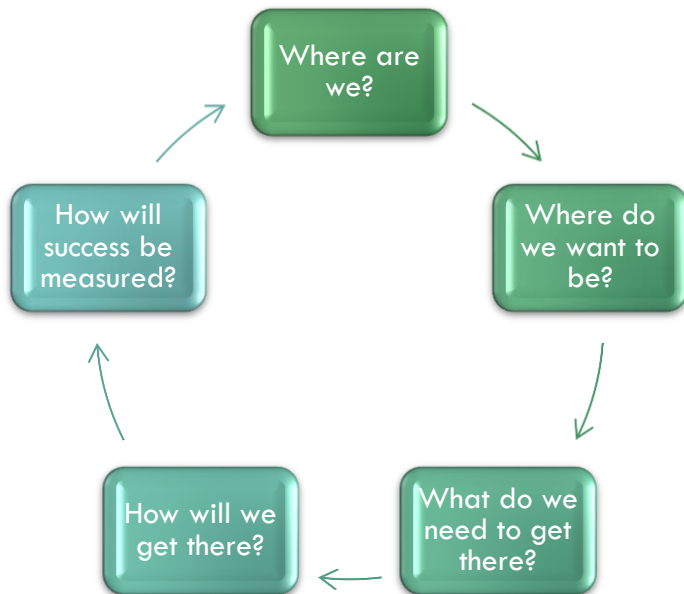 Where are
we?
Where do
we want to
be?
What do we
need to get
there?
How will we
get there?
How will
success be
measured?